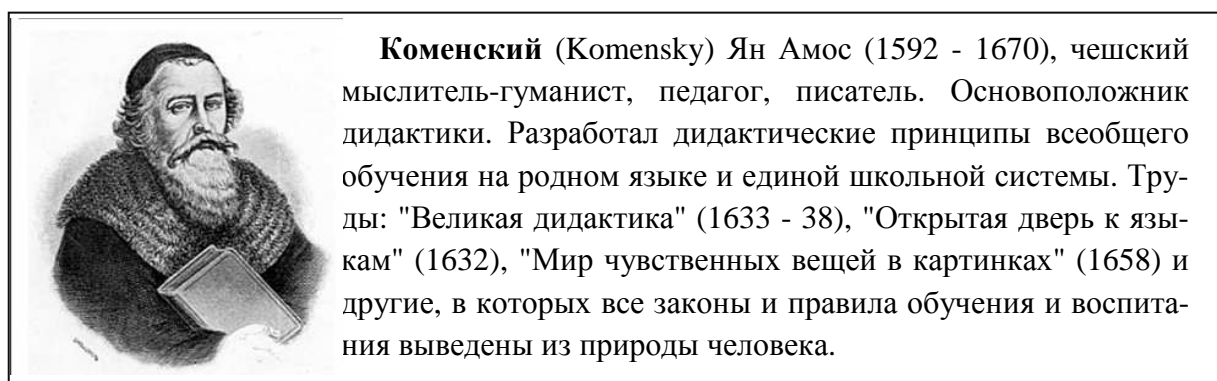 Коменский (Komensky) Ян Амос (1592 - 1670), чешский
мыслитель-гуманист, педагог, писатель. Основоположник
дидактики. Разработал дидактические принципы всеобщего
обучения на родном языке и единой школьной системы. Тру-
ды: "Великая дидактика" (1633 - 38), "Открытая дверь к язы-
кам" (1632), "Мир чувственных вещей в картинках" (1658) и
другие, в которых все законы и правила обучения и воспита-
ния выведены из природы человека.